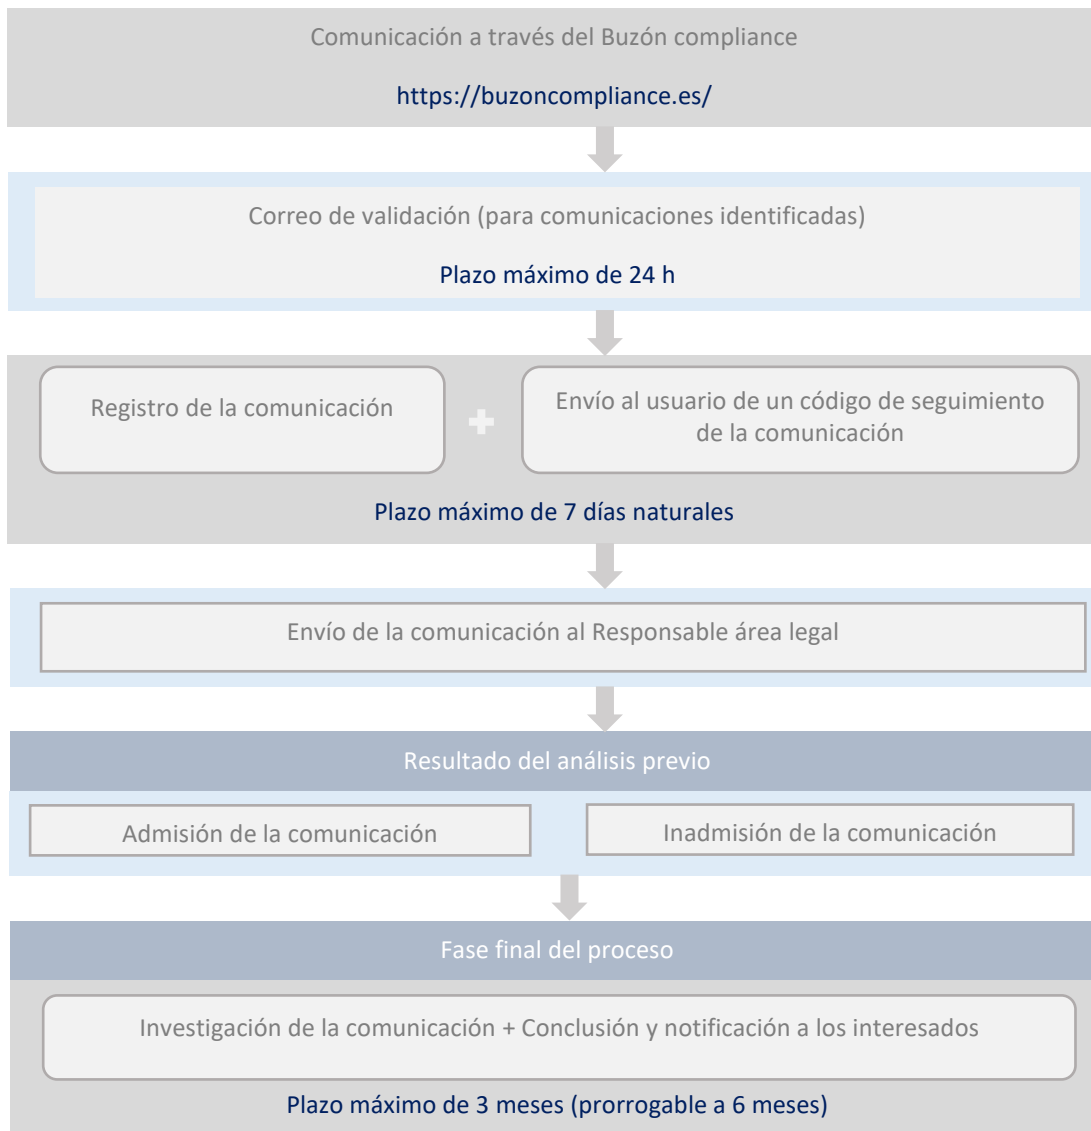 Comunicación a través del Buzón compliance
https://buzoncompliance.es/
Correo de validación (para comunicaciones identificadas)
Plazo máximo de 24 h
Registro de la comunicación
Envío al usuario de un código de seguimiento
de la comunicación
Plazo máximo de 7 días naturales
Envío de la comunicación al Responsable área legal
Resultado del análisis previo
Admisión de la comunicación
Inadmisión de la comunicación
Fase final del proceso
Investigación de la comunicación + Conclusión y notificación a los interesados
Plazo máximo de 3 meses (prorrogable a 6 meses)